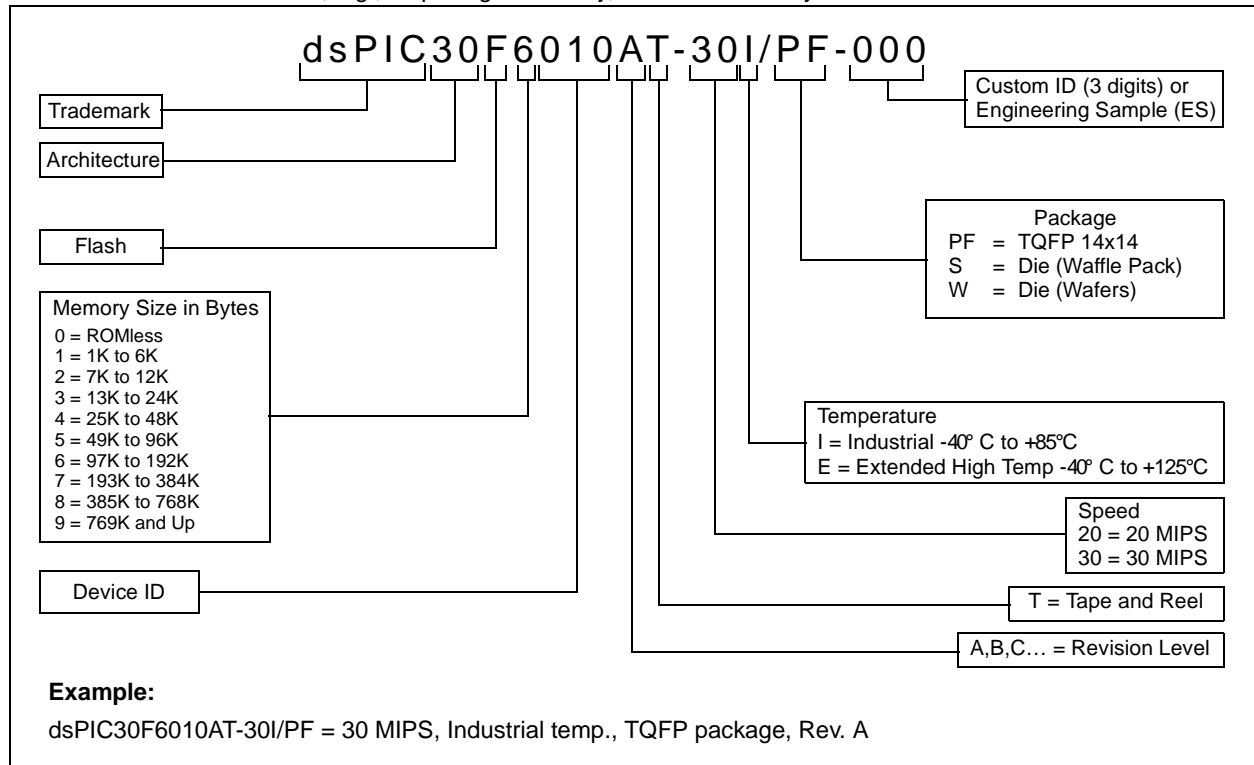 dsPIC30F6010AT-30I/PF-000
Trademark
Architecture
Flash
Memory Size in Bytes
0 = ROMless
1 = 1K to 6K
2 = 7K to 12K
3 = 13K to 24K
4 = 25K to 48K
5 = 49K to 96K
6 = 97K to 192K
7 = 193K to 384K
8 = 385K to 768K
9 = 769K and Up
Device ID
Custom ID (3 digits) or
Engineering Sample (ES)
Package
PF = TQFP 14x14
S = Die (Waffle Pack)
W = Die (Wafers)
Temperature
I = Industrial -40° C to +85°C
E = Extended High Temp -40° C to +125°C
Speed
20 = 20 MIPS
30 = 30 MIPS
T = Tape and Reel
A,B,C… = Revision Level
Example:
dsPIC30F6010AT-30I/PF = 30 MIPS, Industrial temp., TQFP package, Rev. A